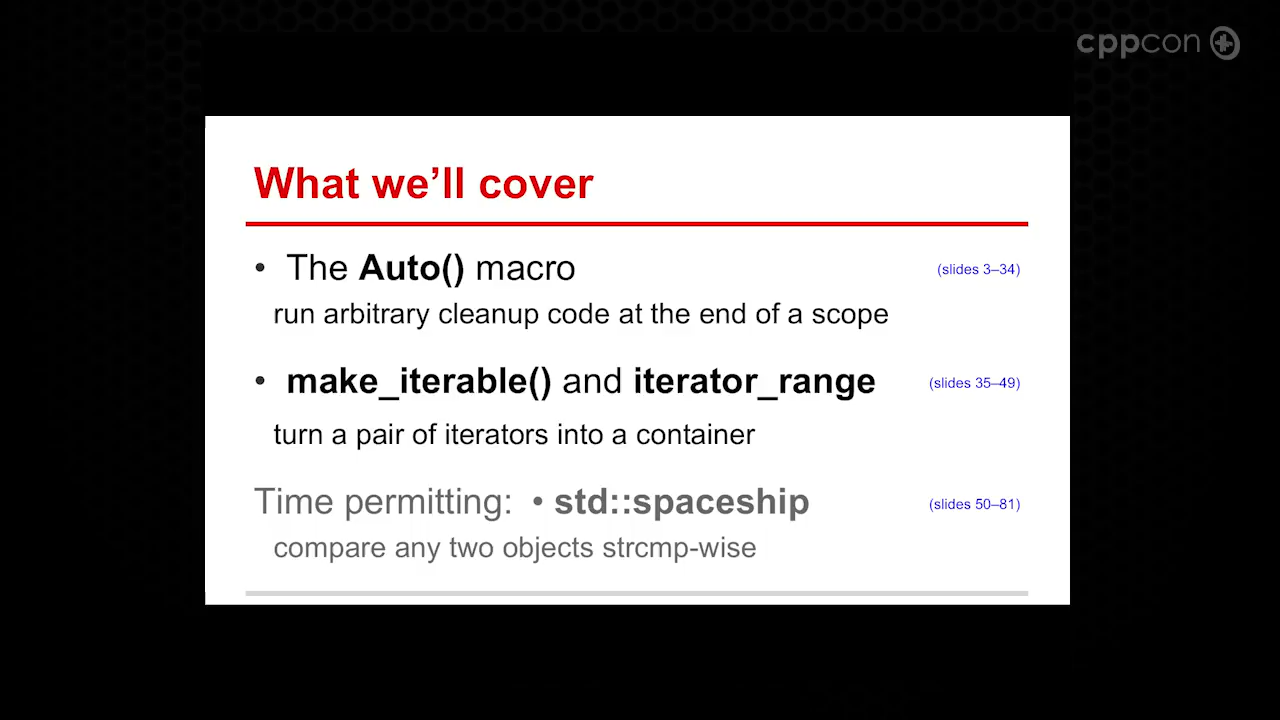 cppcon
What we'll cover
• The Auto() macro (slides 3–34)
run arbitrary cleanup code at the end of a scope
• make_iterable() and iterator_range (slides 35–49)
turn a pair of iterators into a container
Time permitting: • std::spaceship (slides 50–81)
compare any two objects strcmp-wise